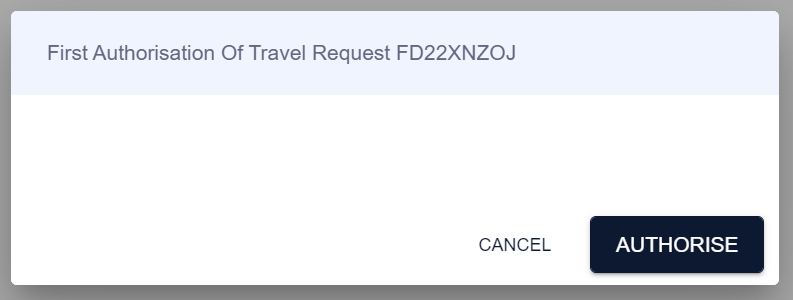 First Authorisation Of Travel Request FD22XNZOJ
CANCEL
AUTHORISE